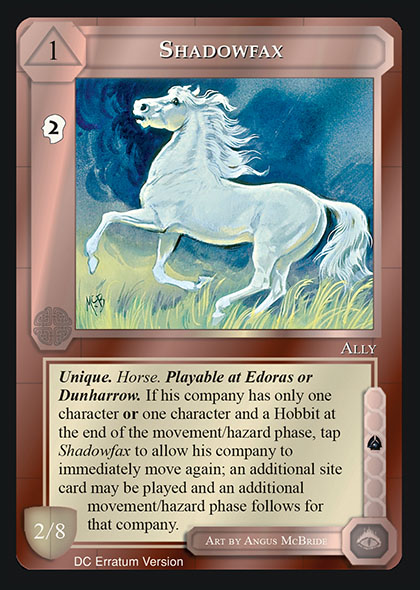 1
SHADOWFAX
2
McB
ALLY
Unique. Horse. Playable at Edoras or
Dunharrow. If his company has only one
character or one character and a Hobbit at
the end of the movement/hazard phase, tap
Shadowfax to allow his company to
immediately move again; an additional site
card may be played and an additional
movement/hazard phase follows for
that company.
2/8
ART BY ANGUS MCBRIDE
DC Erratum Version